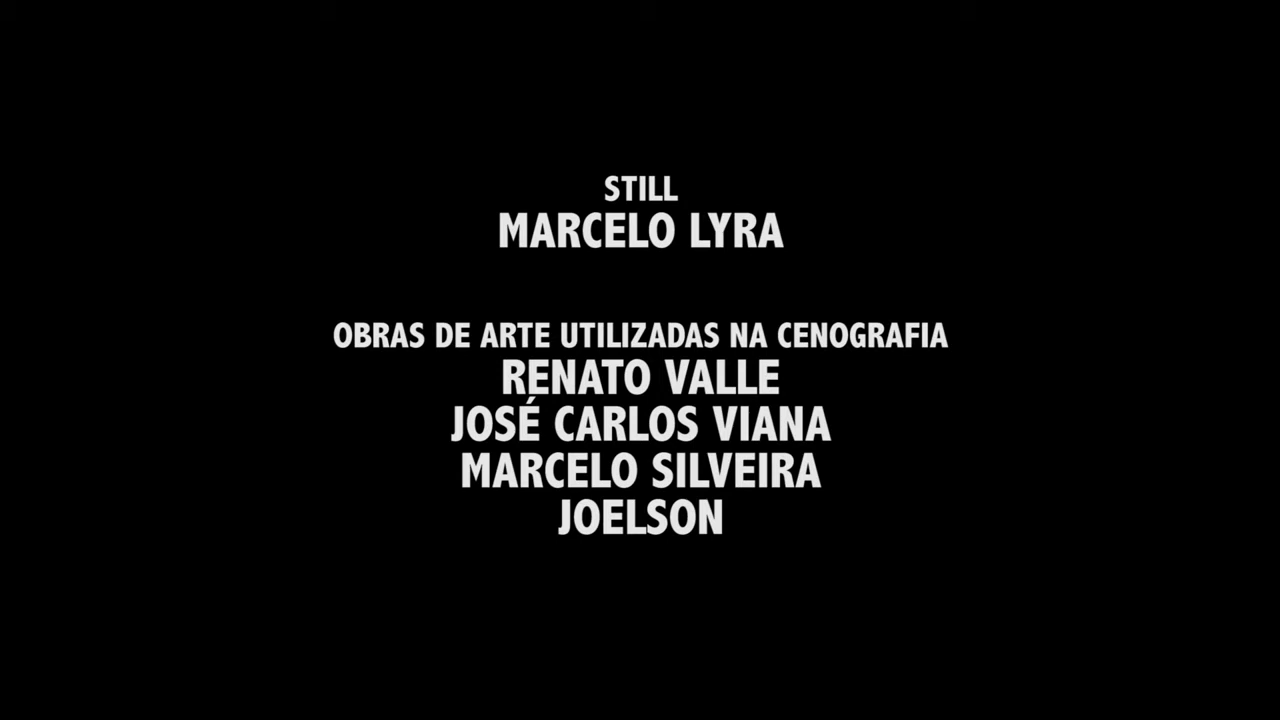 STILL
MARCELO LYRA
OBRAS DE ARTE UTILIZADAS NA CENOGRAFIA
RENATO VALLE
JOSÉ CARLOS VIANA
MARCELO SILVEIRA
JOELSON